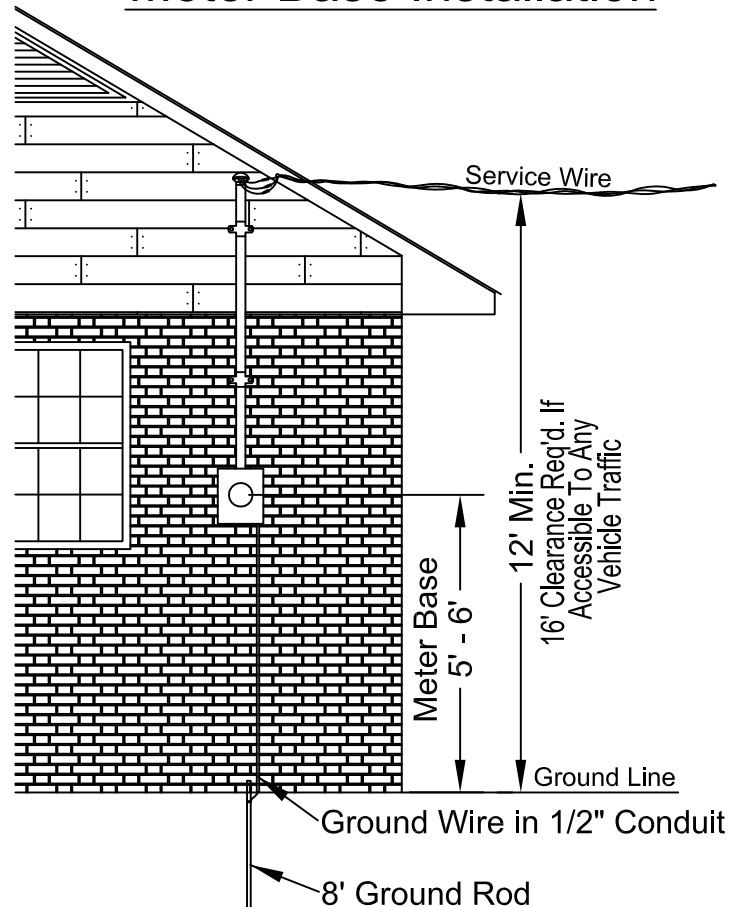 Meter Base Installation
Service Wire
12' Min.
16' Clearance Req'd. If
Accessible To Any
Vehicle Traffic
Meter Base
5' - 6'
Ground Line
Ground Wire in 1/2" Conduit
8' Ground Rod